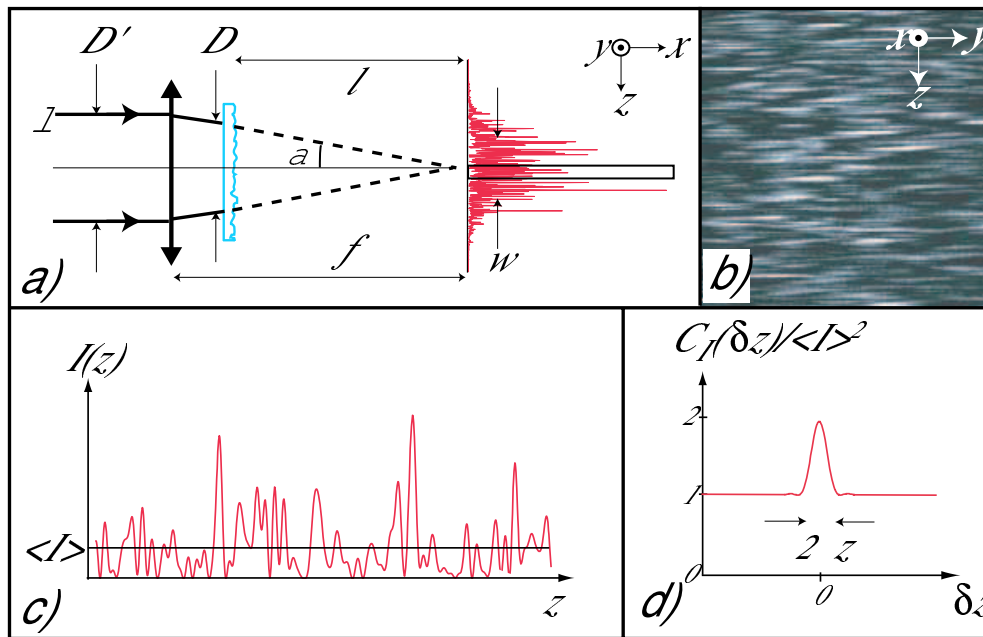 D' D
l
y x
z
l
a
f
w
a)
x y
z
b)
I(z)
<I>
z
c)
C_I(δz)/<I>²
2
1
2 z
0
0
δz
d)